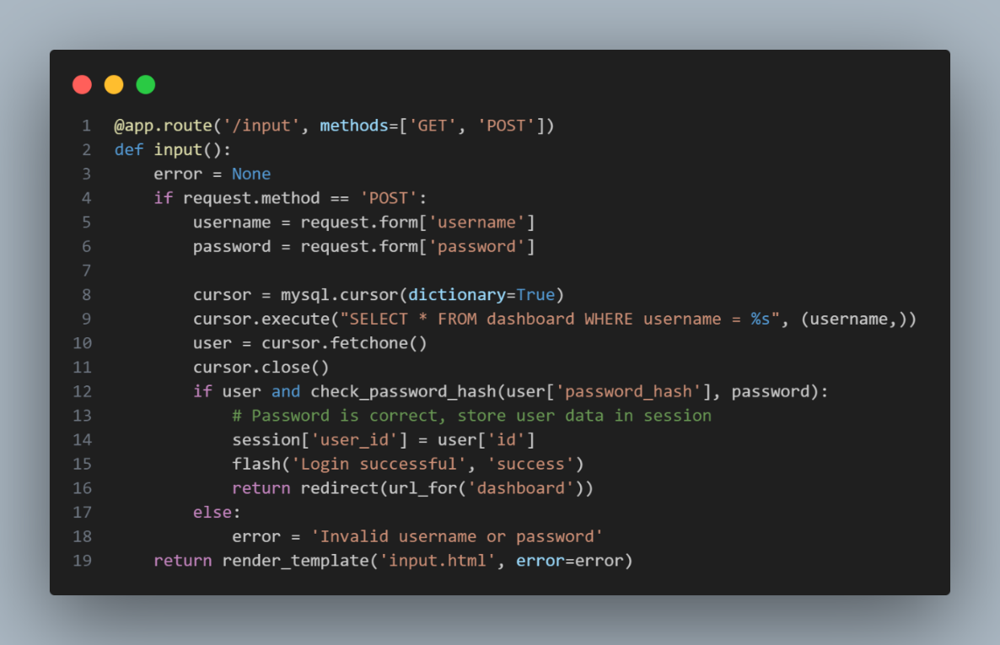 1 @app.route('/input', methods=['GET', 'POST'])
2 def input():
3     error = None
4     if request.method == 'POST':
5         username = request.form['username']
6         password = request.form['password']
7
8         cursor = mysql.cursor(dictionary=True)
9         cursor.execute("SELECT * FROM dashboard WHERE username = %s", (username,))
10         user = cursor.fetchone()
11         cursor.close()
12         if user and check_password_hash(user['password_hash'], password):
13             # Password is correct, store user data in session
14             session['user_id'] = user['id']
15             flash('Login successful', 'success')
16             return redirect(url_for('dashboard'))
17         else:
18             error = 'Invalid username or password'
19     return render_template('input.html', error=error)